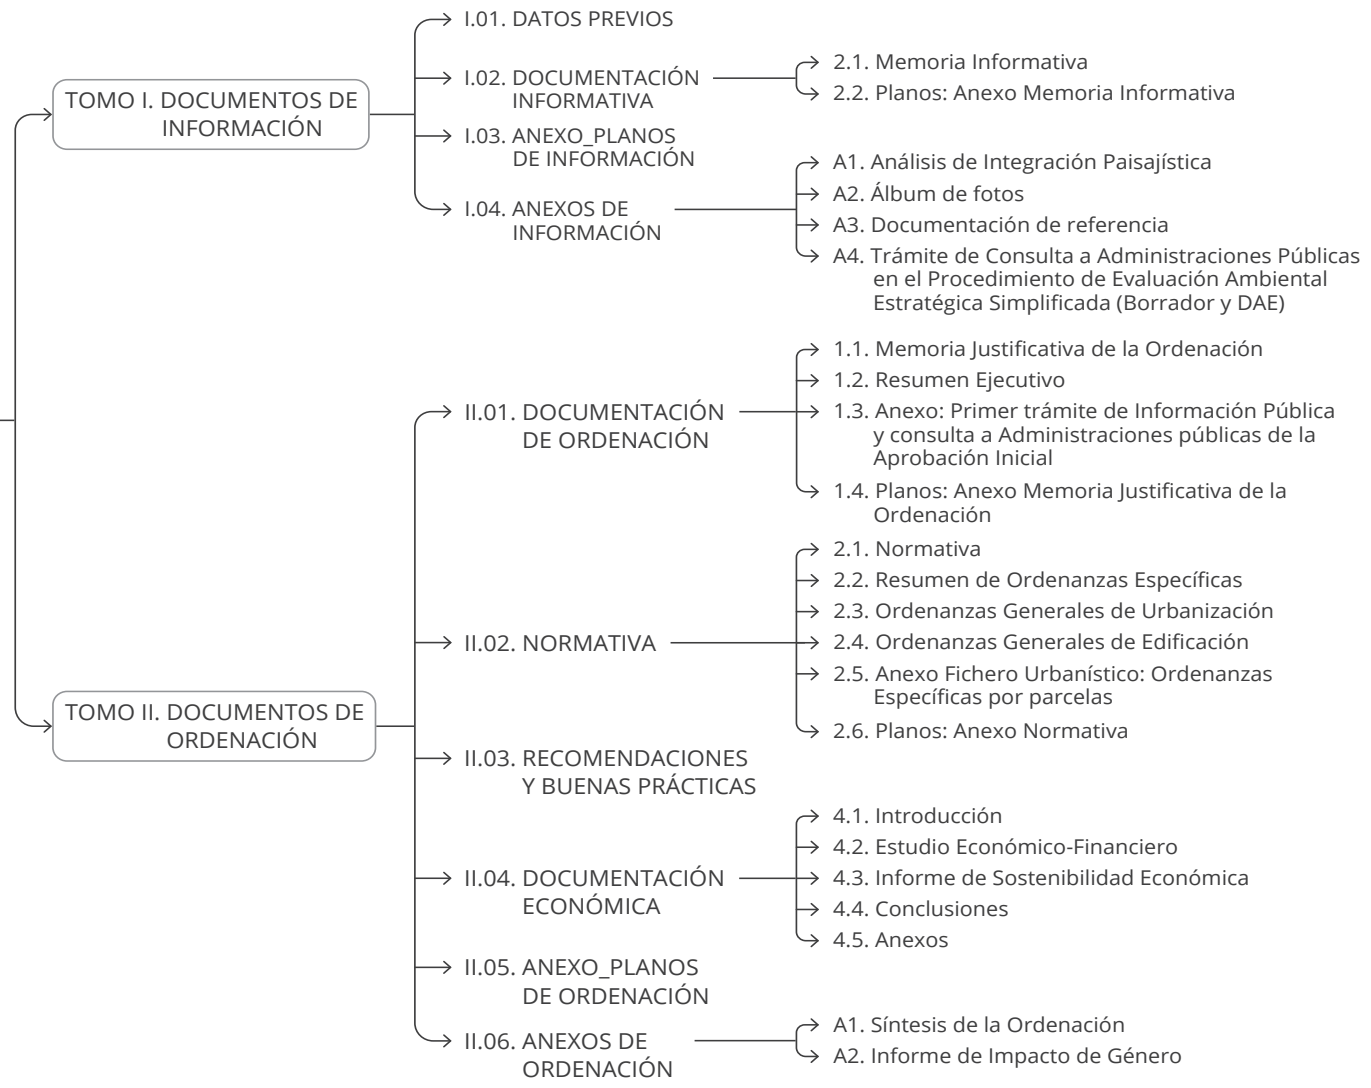 TOMO I. DOCUMENTOS DE
INFORMACIÓN
I.01. DATOS PREVIOS
I.02. DOCUMENTACIÓN
INFORMATIVA
2.1. Memoria Informativa
2.2. Planos: Anexo Memoria Informativa
I.03. ANEXO_PLANOS
DE INFORMACIÓN
I.04. ANEXOS DE
INFORMACIÓN
A1. Análisis de Integración Paisajística
A2. Álbum de fotos
A3. Documentación de referencia
A4. Trámite de Consulta a Administraciones Públicas
en el Procedimiento de Evaluación Ambiental
Estratégica Simplificada (Borrador y DAE)
TOMO II. DOCUMENTOS DE
ORDENACIÓN
II.01. DOCUMENTACIÓN
DE ORDENACIÓN
1.1. Memoria Justificativa de la Ordenación
1.2. Resumen Ejecutivo
1.3. Anexo: Primer trámite de Información Pública
y consulta a Administraciones públicas de la
Aprobación Inicial
1.4. Planos: Anexo Memoria Justificativa de la
Ordenación
II.02. NORMATIVA
2.1. Normativa
2.2. Resumen de Ordenanzas Específicas
2.3. Ordenanzas Generales de Urbanización
2.4. Ordenanzas Generales de Edificación
2.5. Anexo Fichero Urbanístico: Ordenanzas
Específicas por parcelas
2.6. Planos: Anexo Normativa
II.03. RECOMENDACIONES
Y BUENAS PRÁCTICAS
II.04. DOCUMENTACIÓN
ECONÓMICA
4.1. Introducción
4.2. Estudio Económico-Financiero
4.3. Informe de Sostenibilidad Económica
4.4. Conclusiones
4.5. Anexos
II.05. ANEXO_PLANOS
DE ORDENACIÓN
II.06. ANEXOS DE
ORDENACIÓN
A1. Síntesis de la Ordenación
A2. Informe de Impacto de Género